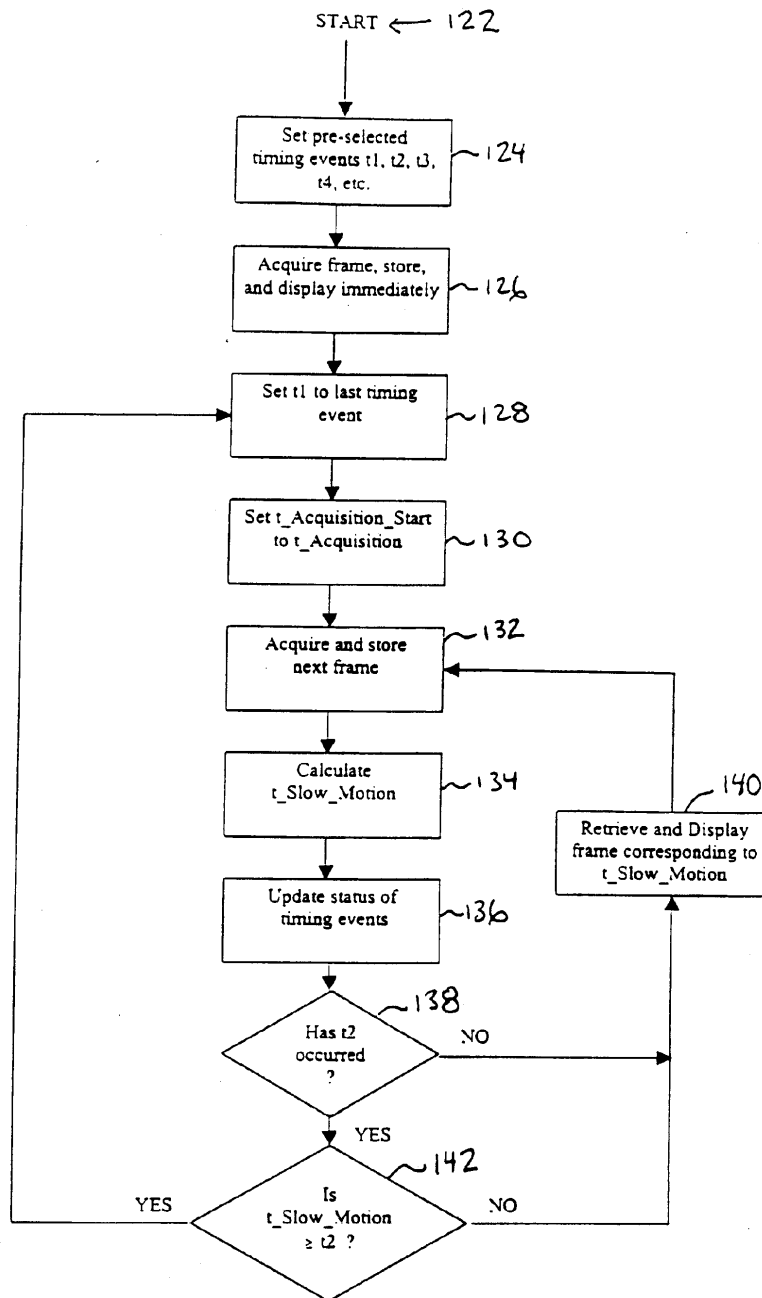 START 122
Set pre-selected
timing events t1, t2, t3,
t4, etc.
124
Acquire frame, store,
and display immediately
126
Set t1 to last timing
event
128
Set t_Acquisition_Start
to t_Acquisition
130
Acquire and store
next frame
132
Calculate
t_Slow_Motion
134
140
Retrieve and Display
frame corresponding to
t_Slow_Motion
Update status of
timing events
136
138
Has t2
occurred
?
NO
YES
142
YES
Is
t_Slow_Motion
≥ t2 ?
NO